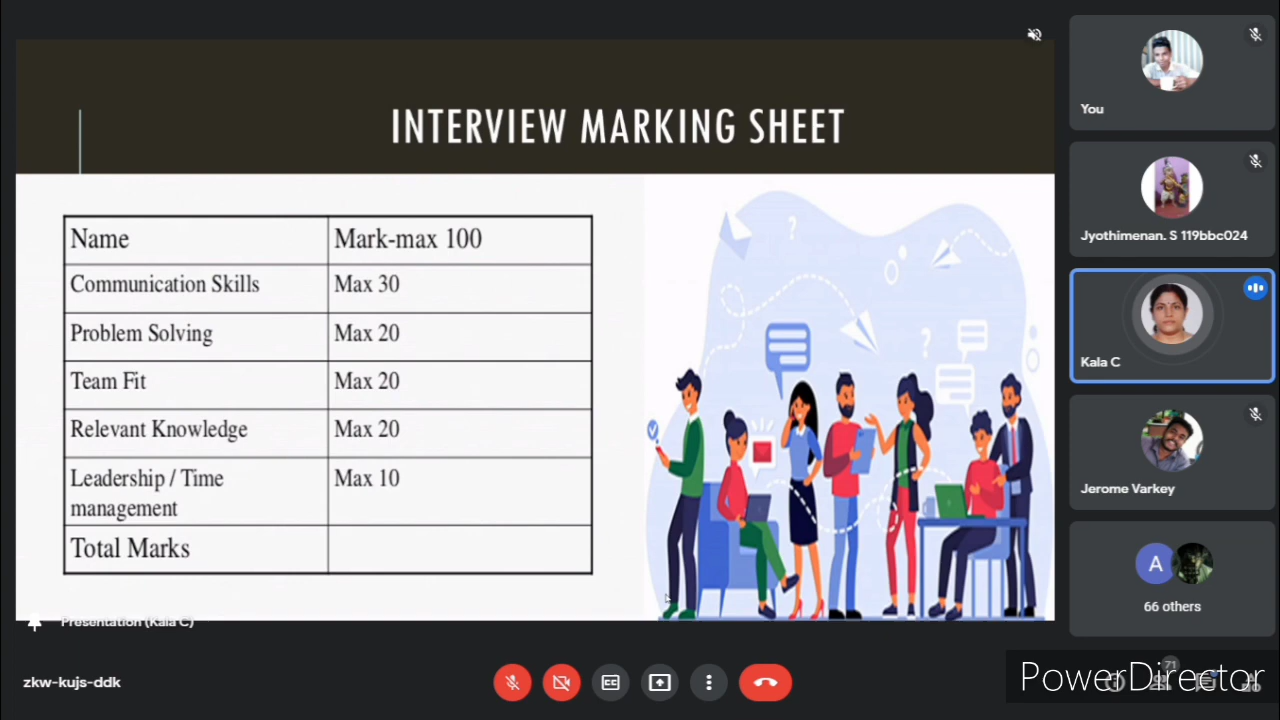 INTERVIEW MARKING SHEET
Name Mark-max 100
Communication Skills Max 30
Problem Solving Max 20
Team Fit Max 20
Relevant Knowledge Max 20
Leadership / Time
management Max 10
Total Marks
You
Jyothimenan. S 119bbc024
Kala C
Jerome Varkey
A
66 others
Presentation (Kala C)
zkw-kujs-ddk
CC
71
PowerDirector